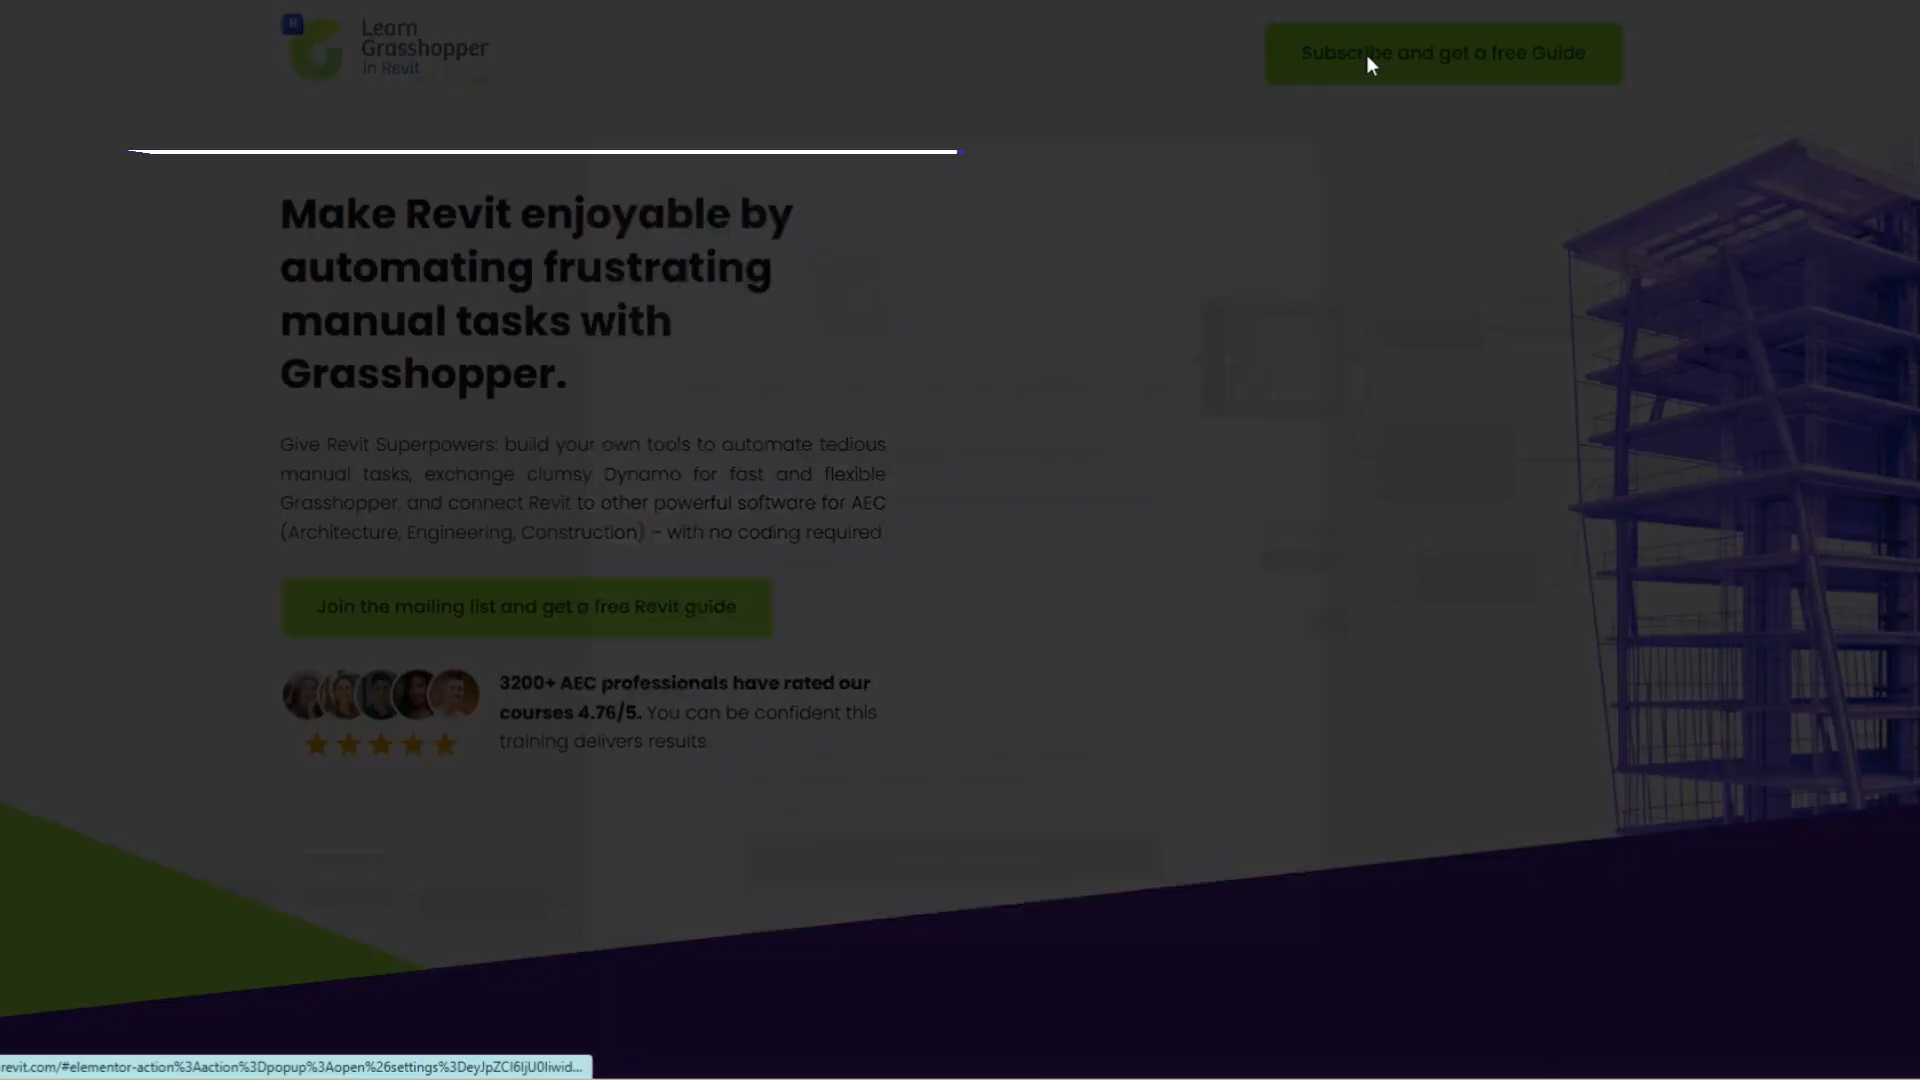 Learn
Grasshopper
in Revit
Subscribe and get a free Guide
Make Revit enjoyable by
automating frustrating
manual tasks with
Grasshopper.
Give Revit Superpowers: build your own tools to automate tedious
manual tasks, exchange clumsy Dynamo for fast and flexible
Grasshopper, and connect Revit to other powerful software for AEC
(Architecture, Engineering, Construction) – with no coding required.
Join the mailing list and get a free Revit guide
3200+ AEC professionals have rated our
courses 4.76/5. You can be confident this
training delivers results.
revit.com/#elementor-action%3Aaction%3Dpopup%3Aopen%26settings%3DeyJpZCI6IjU0Iiwid...